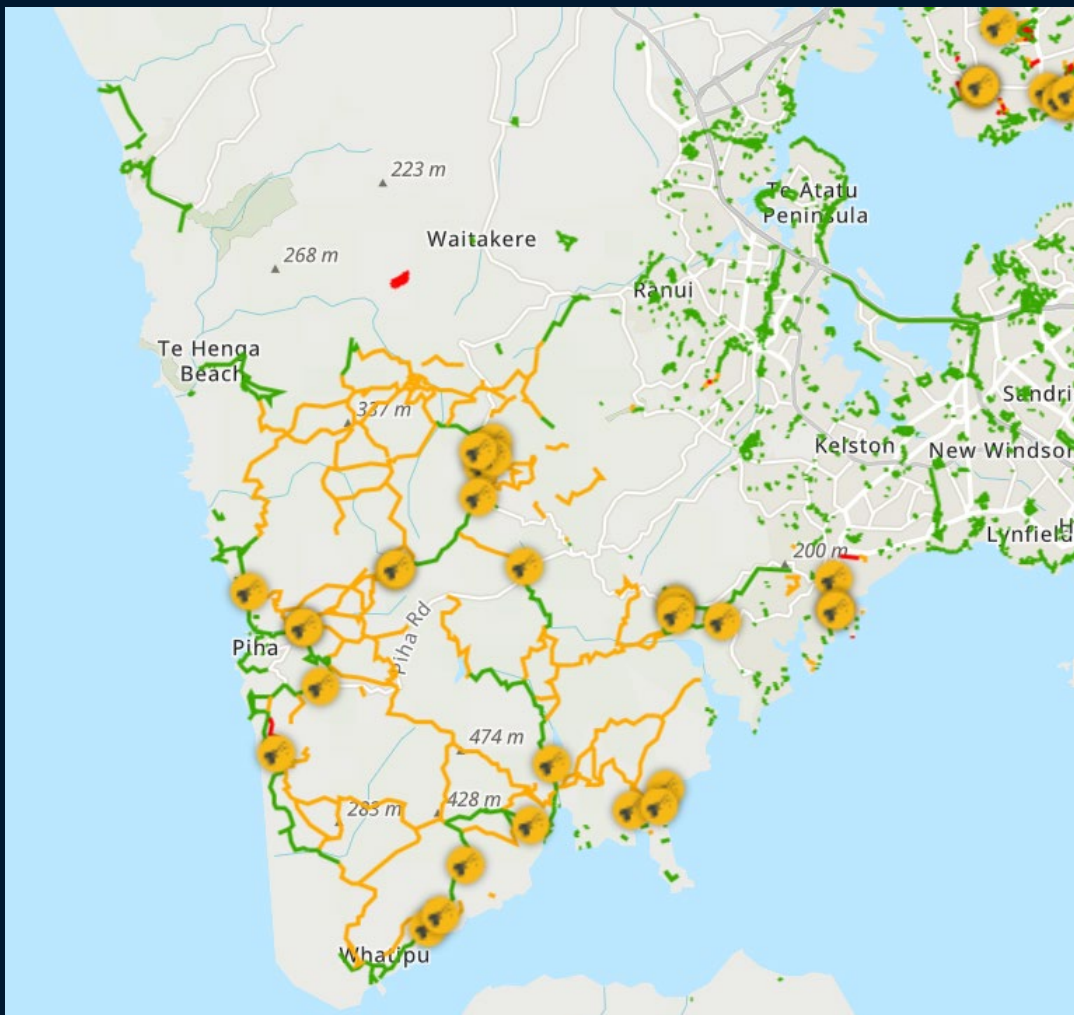 223 m
Te Atatu
Peninsula
Waitakere
268 m
Ranui
Te Henga
Beach
337 m
Sandri
Kelston
New Windsor
Lynfield
H
200 m
Piha Rd
Piha
474 m
428 m
283 m
Whatipu